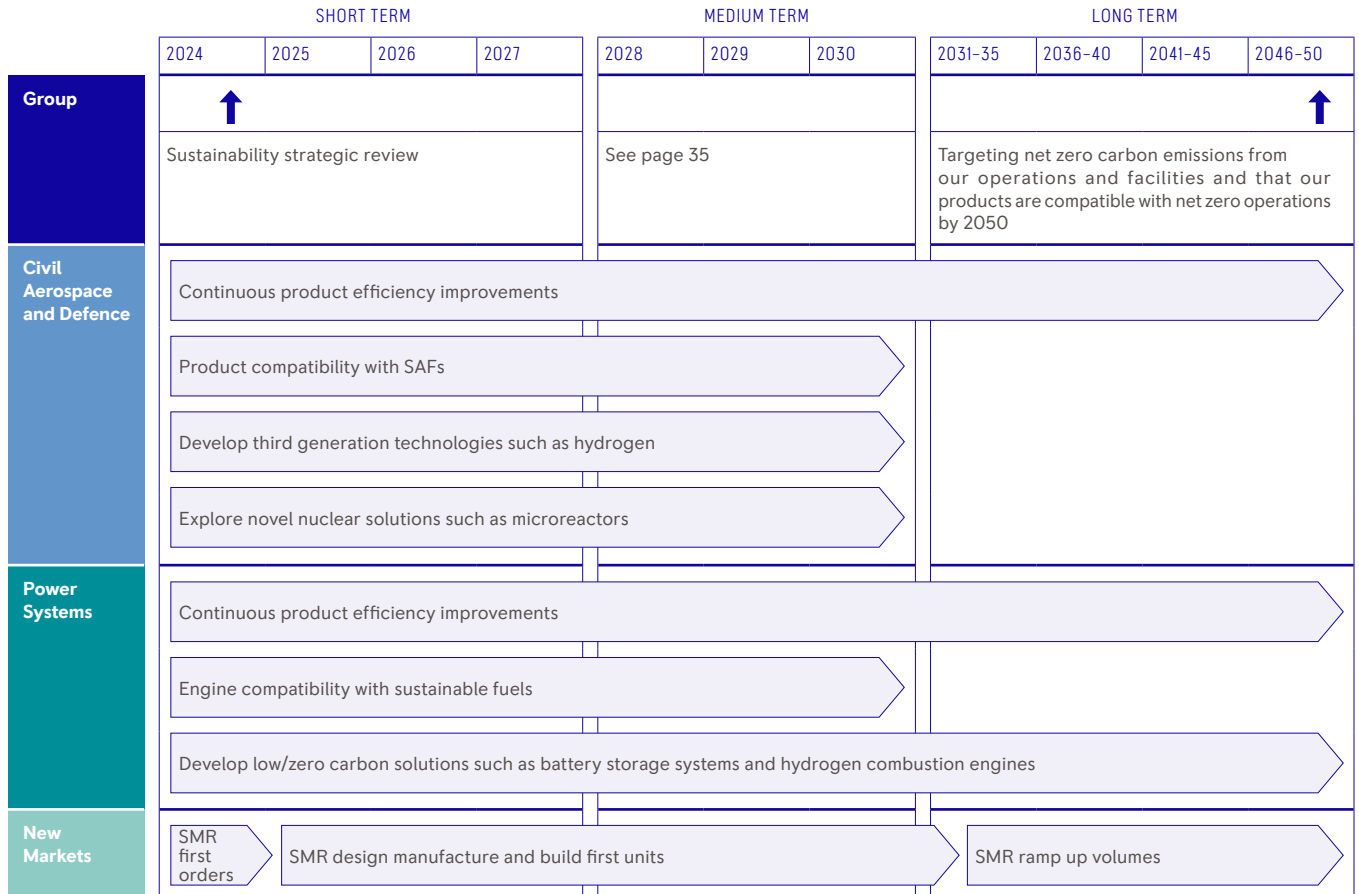 SHORT TERM
MEDIUM TERM
LONG TERM
2024
2025
2026
2027
2028
2029
2030
2031–35
2036–40
2041–45
2046–50
Group
Sustainability strategic review
See page 35
Targeting net zero carbon emissions from
our operations and facilities and that our
products are compatible with net zero operations
by 2050
Civil
Aerospace
and Defence
Continuous product efficiency improvements
Product compatibility with SAFs
Develop third generation technologies such as hydrogen
Explore novel nuclear solutions such as microreactors
Power
Systems
Continuous product efficiency improvements
Engine compatibility with sustainable fuels
Develop low/zero carbon solutions such as battery storage systems and hydrogen combustion engines
New
Markets
SMR
first
orders
SMR design manufacture and build first units
SMR ramp up volumes